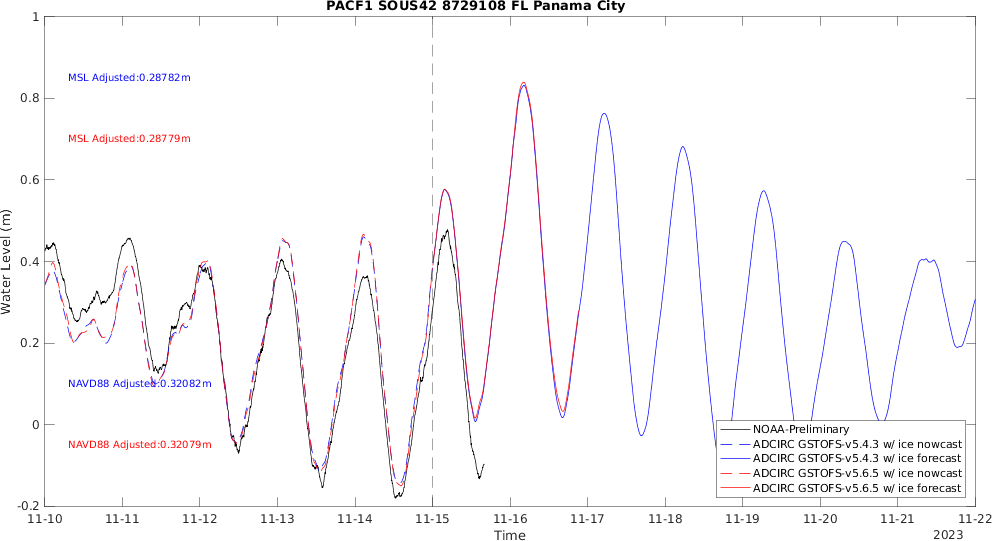 PACF1 SOUS42 8729108 FL Panama City
1
0.8
0.6
0.4
0.2
0
-0.2
Water Level (m)
MSL Adjusted:0.28782m
MSL Adjusted:0.28779m
NAVD88 Adjusted:0.32082m
NAVD88 Adjusted:0.32079m
NOAA-Preliminary
ADCIRC GSTOFS-v5.4.3 w/ ice nowcast
ADCIRC GSTOFS-v5.4.3 w/ ice forecast
ADCIRC GSTOFS-v5.6.5 w/ ice nowcast
ADCIRC GSTOFS-v5.6.5 w/ ice forecast
11-10 11-11 11-12 11-13 11-14 11-15 11-16 11-17 11-18 11-19 11-20 11-21 11-22
Time
2023